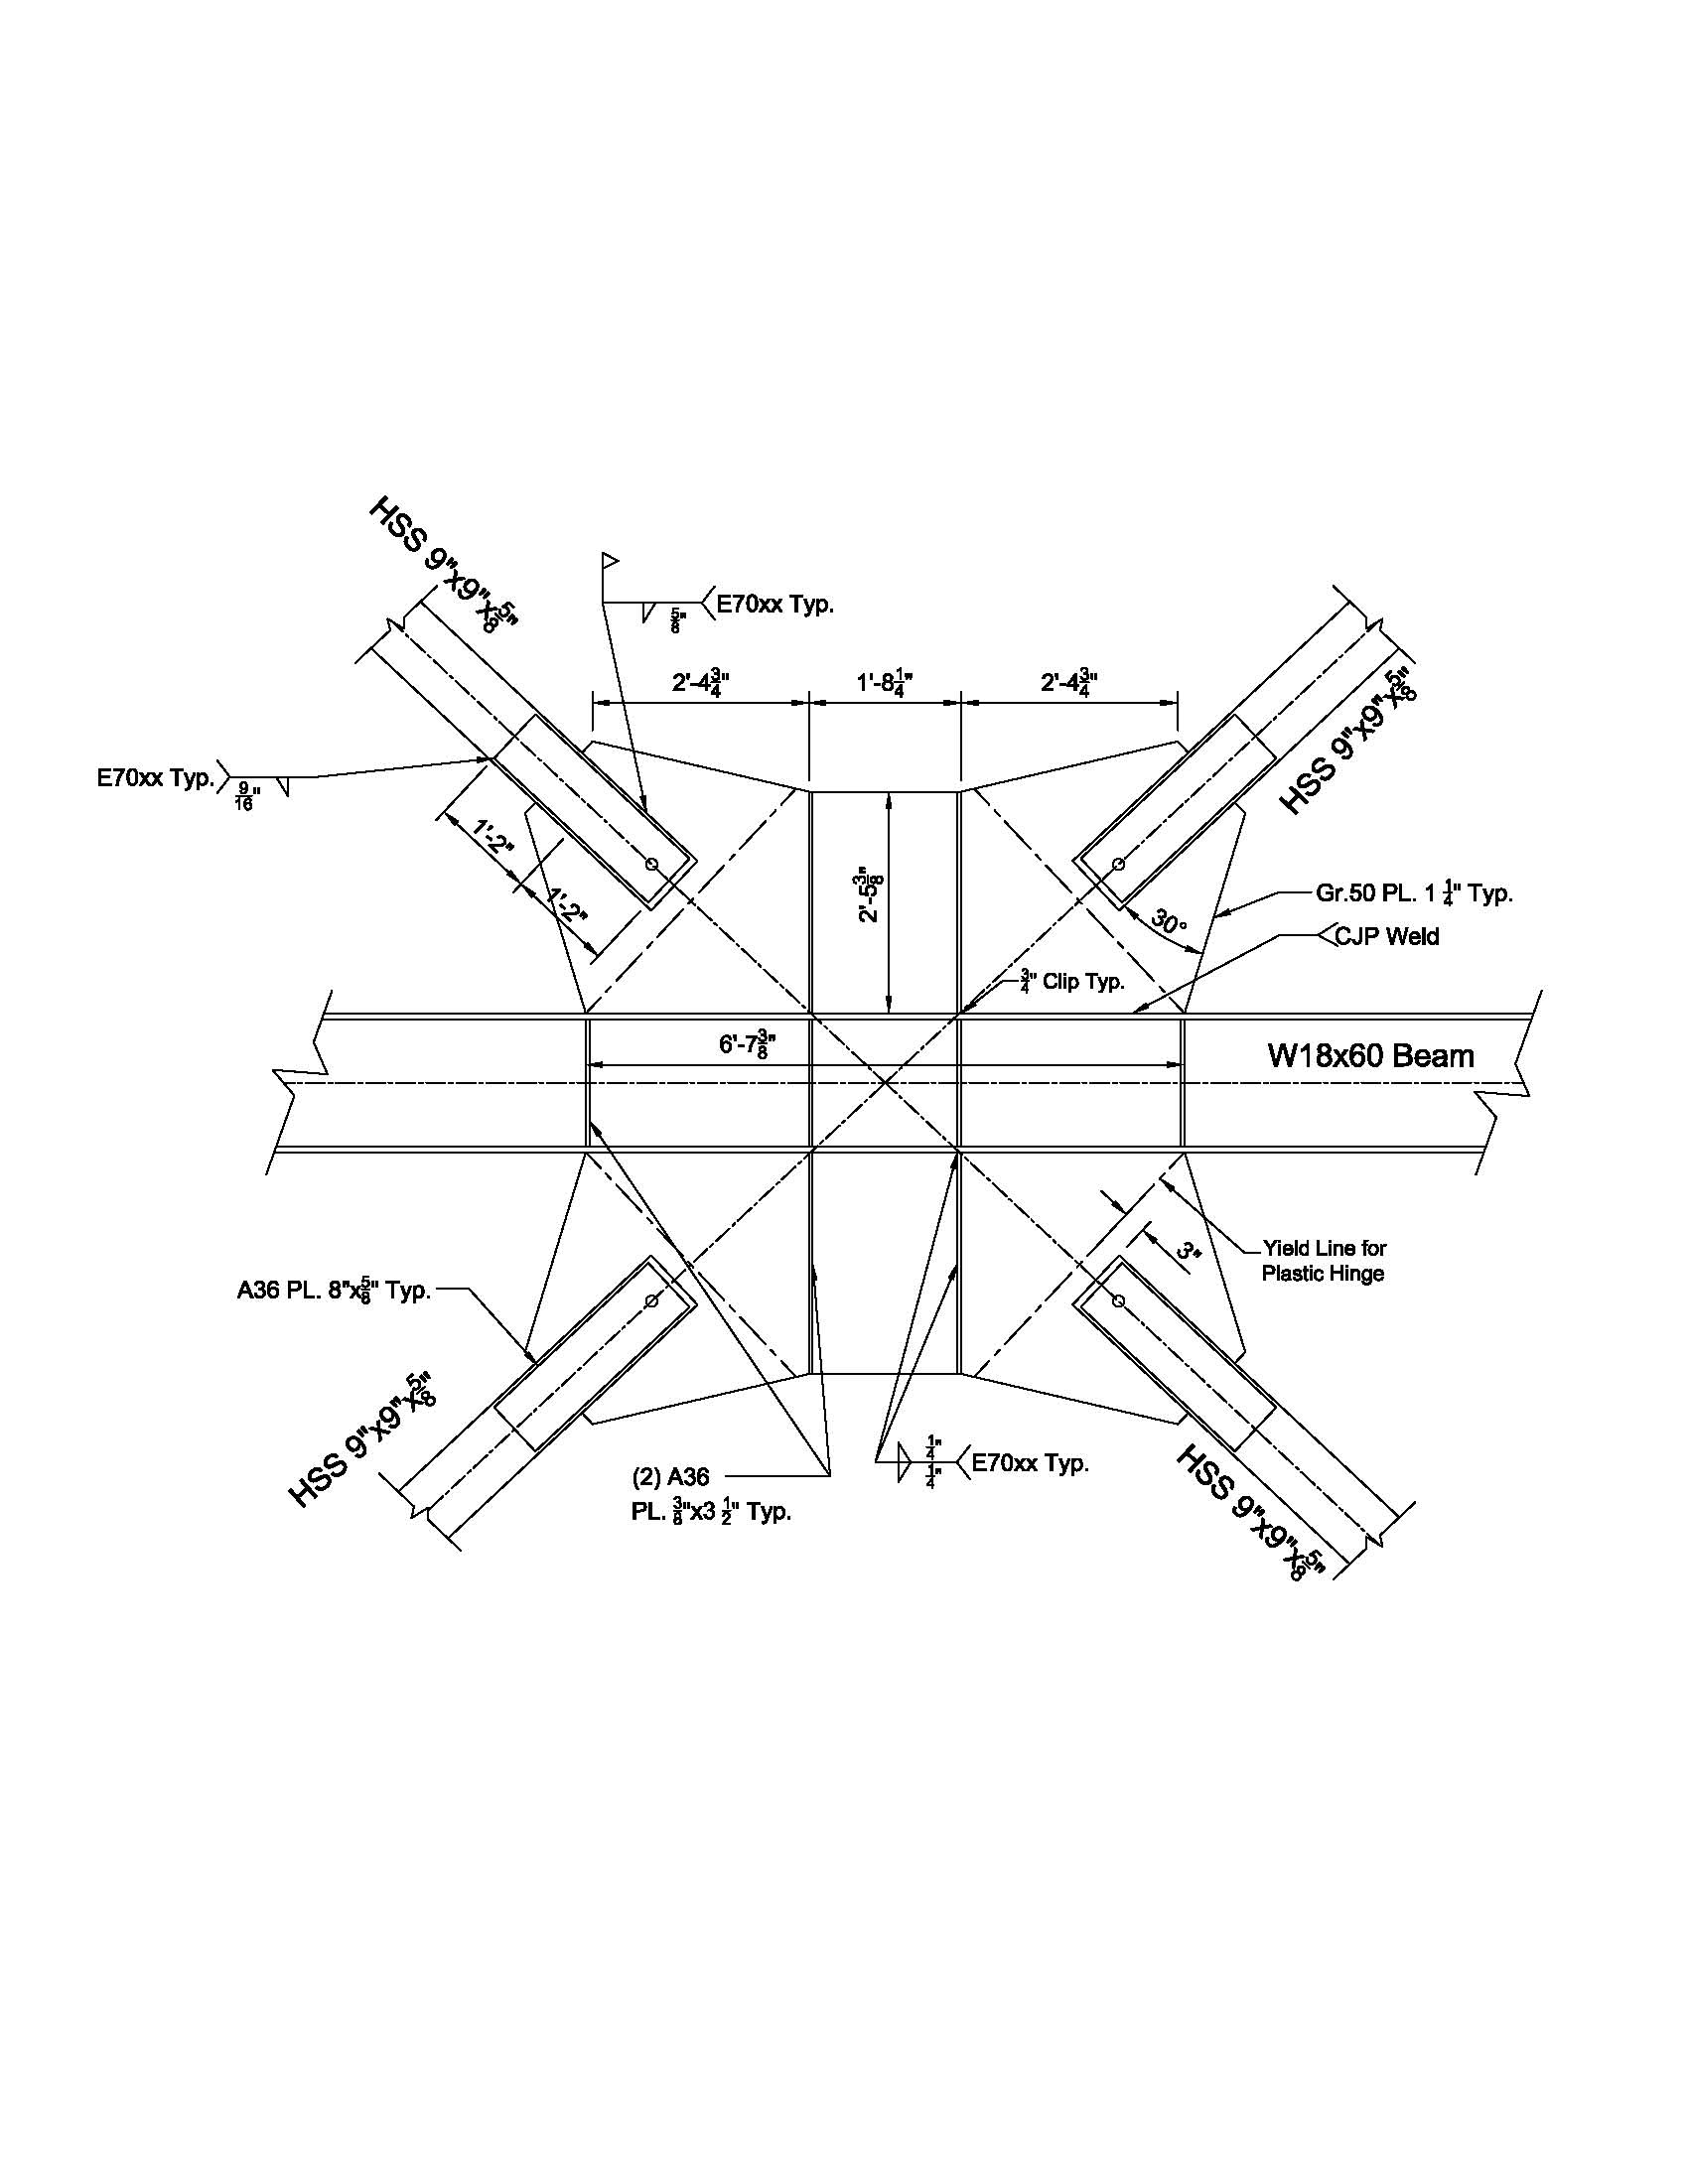 HSS 9"x9"x5/8"
E70xx Typ.
5/8"
2'-4 3/4"
1'-8 1/4"
2'-4 3/4"
HSS 9"x9"x5/8"
E70xx Typ.
9/16"
1'-2"
1'-2"
2'-5 3/8"
30°
Gr.50 PL. 1 1/4" Typ.
CJP Weld
3/4" Clip Typ.
6'-7 3/8"
W18x60 Beam
3"
Yield Line for
Plastic Hinge
A36 PL. 8"x5/8" Typ.
HSS 9"x9"x5/8"
(2) A36
PL. 3/8"x3 1/2" Typ.
1/4"
1/4"
E70xx Typ.
HSS 9"x9"x5/8"